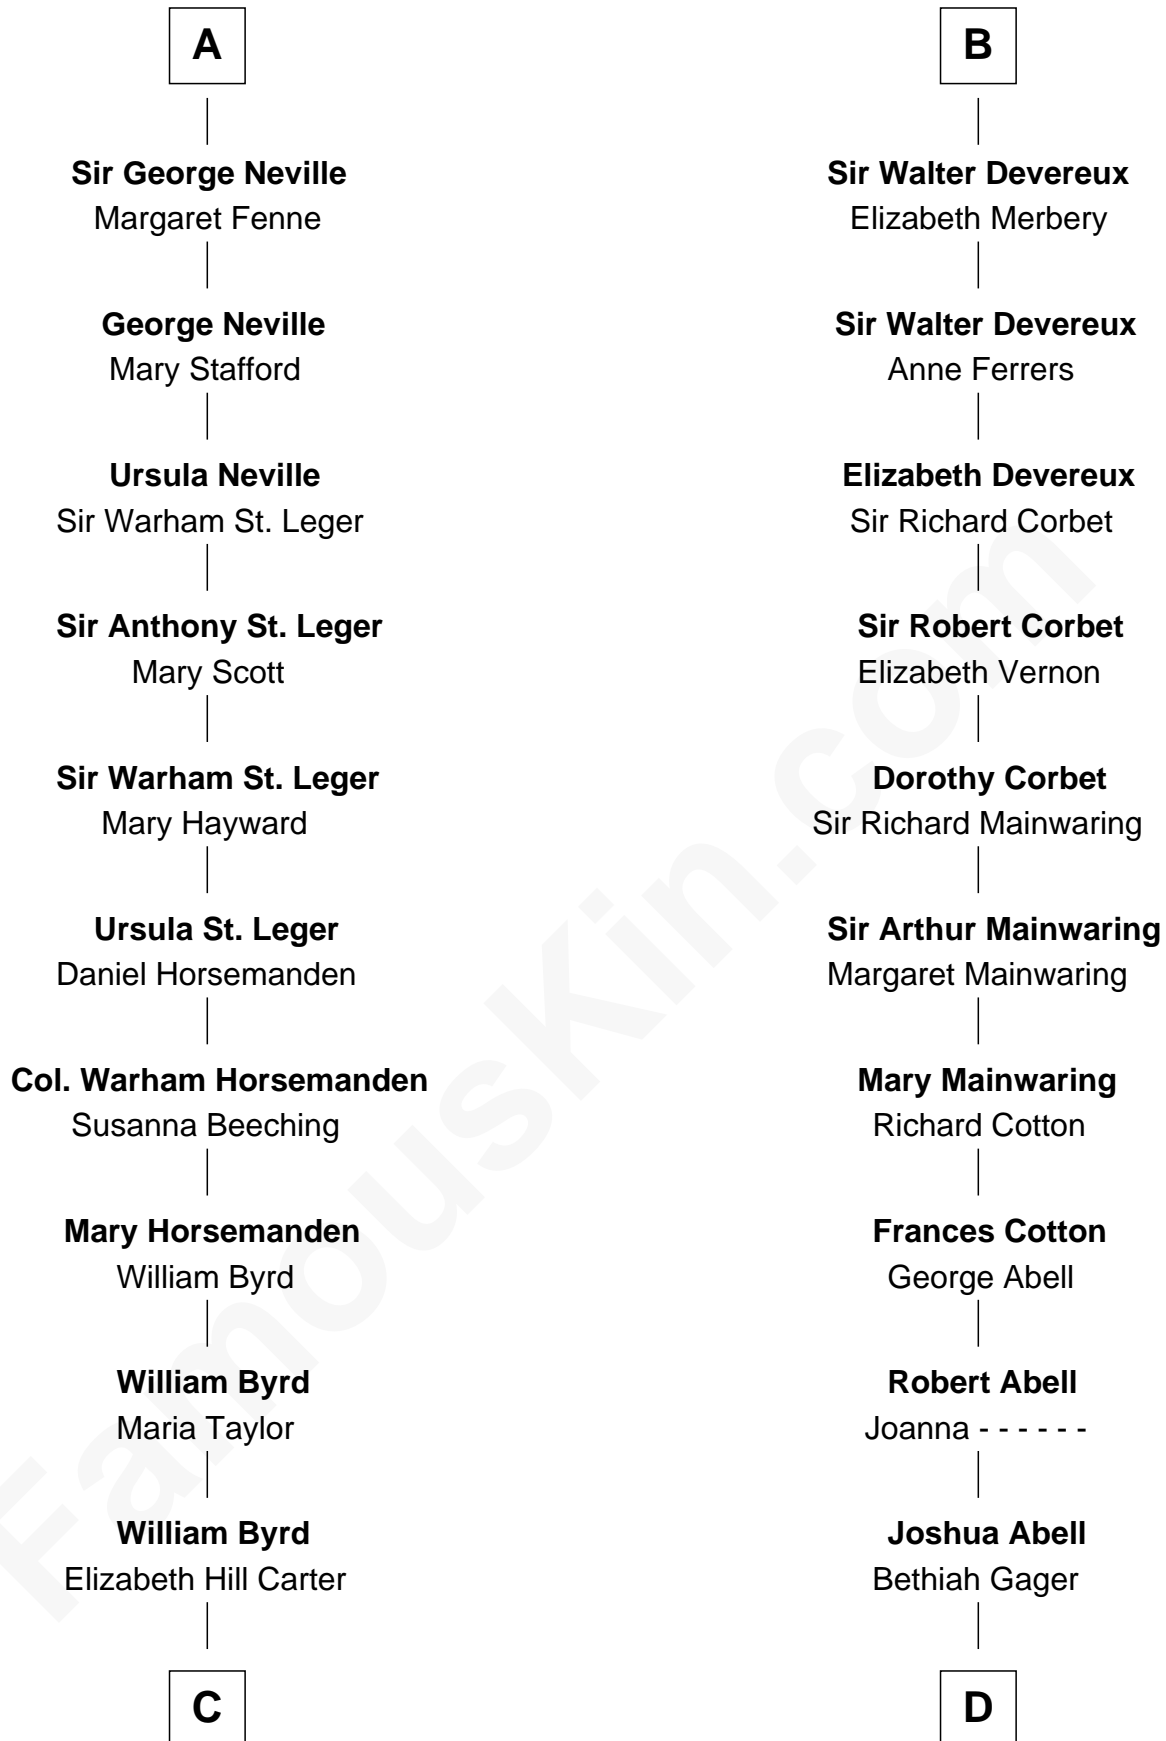 A
Sir George Neville
Margaret Fenne
George Neville
Mary Stafford
Ursula Neville
Sir Warham St. Leger
Sir Anthony St. Leger
Mary Scott
Sir Warham St. Leger
Mary Hayward
Ursula St. Leger
Daniel Horsemanden
Col. Warham Horsemanden
Susanna Beeching
Mary Horsemanden
William Byrd
William Byrd
Maria Taylor
William Byrd
Elizabeth Hill Carter
C
B
Sir Walter Devereux
Elizabeth Merbery
Sir Walter Devereux
Anne Ferrers
Elizabeth Devereux
Sir Richard Corbet
Sir Robert Corbet
Elizabeth Vernon
Dorothy Corbet
Sir Richard Mainwaring
Sir Arthur Mainwaring
Margaret Mainwaring
Mary Mainwaring
Richard Cotton
Frances Cotton
George Abell
Robert Abell
Joanna - - - - - -
Joshua Abell
Bethiah Gager
D
FamousKin.com